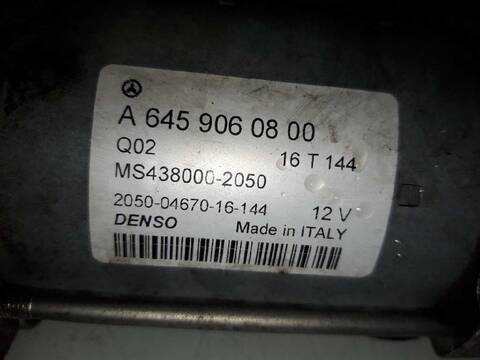 A 645 906 08 00
Q02 16 T 144
MS438000-2050
2050-04670-16-144 12 V
DENSO Made in ITALY